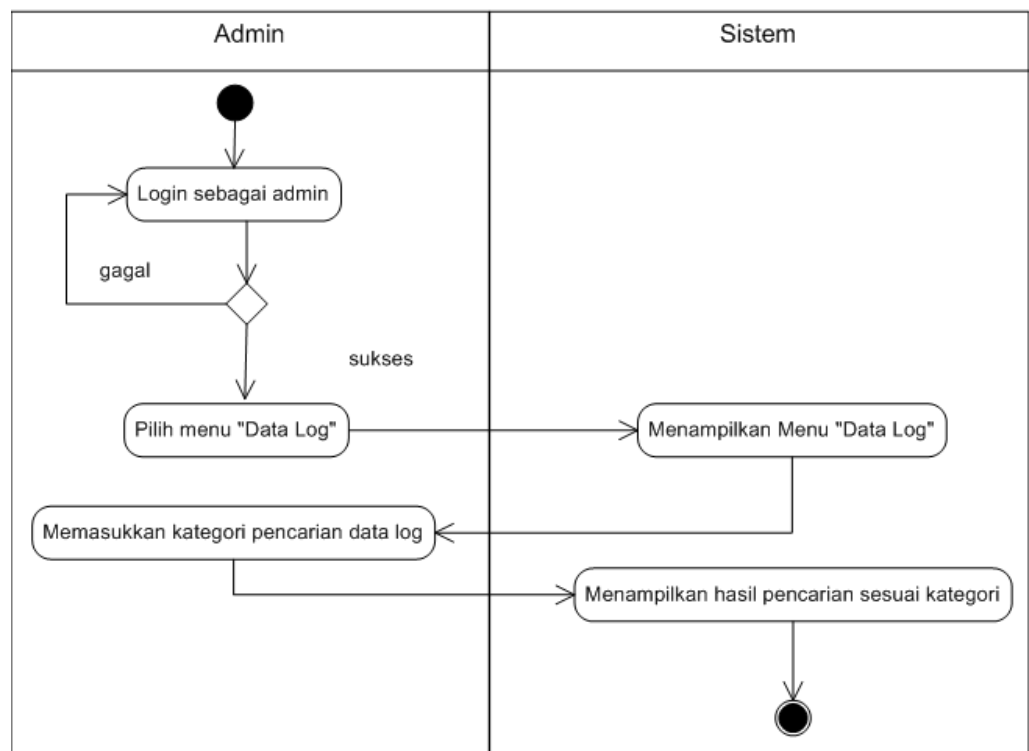 Admin
Sistem
Login sebagai admin
gagal
sukses
Pilih menu "Data Log"
Menampilkan Menu "Data Log"
Memasukkan kategori pencarian data log
Menampilkan hasil pencarian sesuai kategori